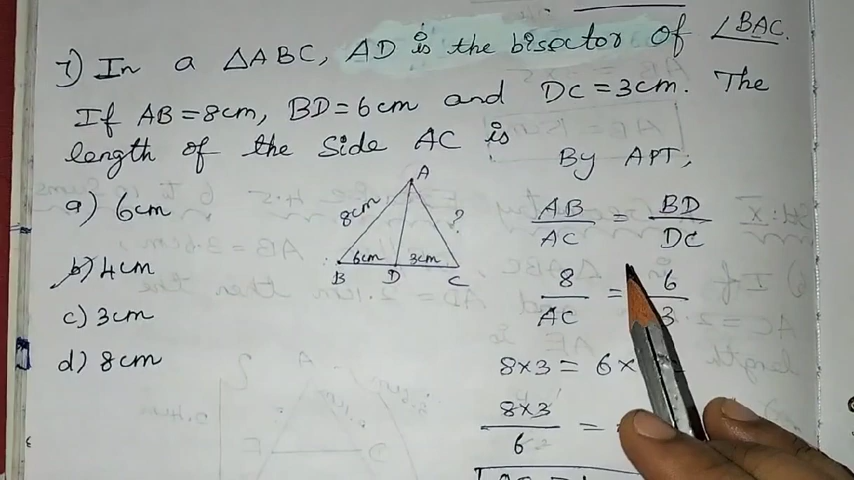 7) In a △ABC, AD is the bisector of ∠BAC.
If AB = 8cm, BD = 6cm and DC = 3cm. The
length of the side AC is
a) 6cm
b) 4cm
c) 3cm
d) 8cm
A
8cm
?
6cm 3cm
B D C
By APT;
AB/AC = BD/DC
8/AC = 6/3
8×3 = 6×
8×3/6 =